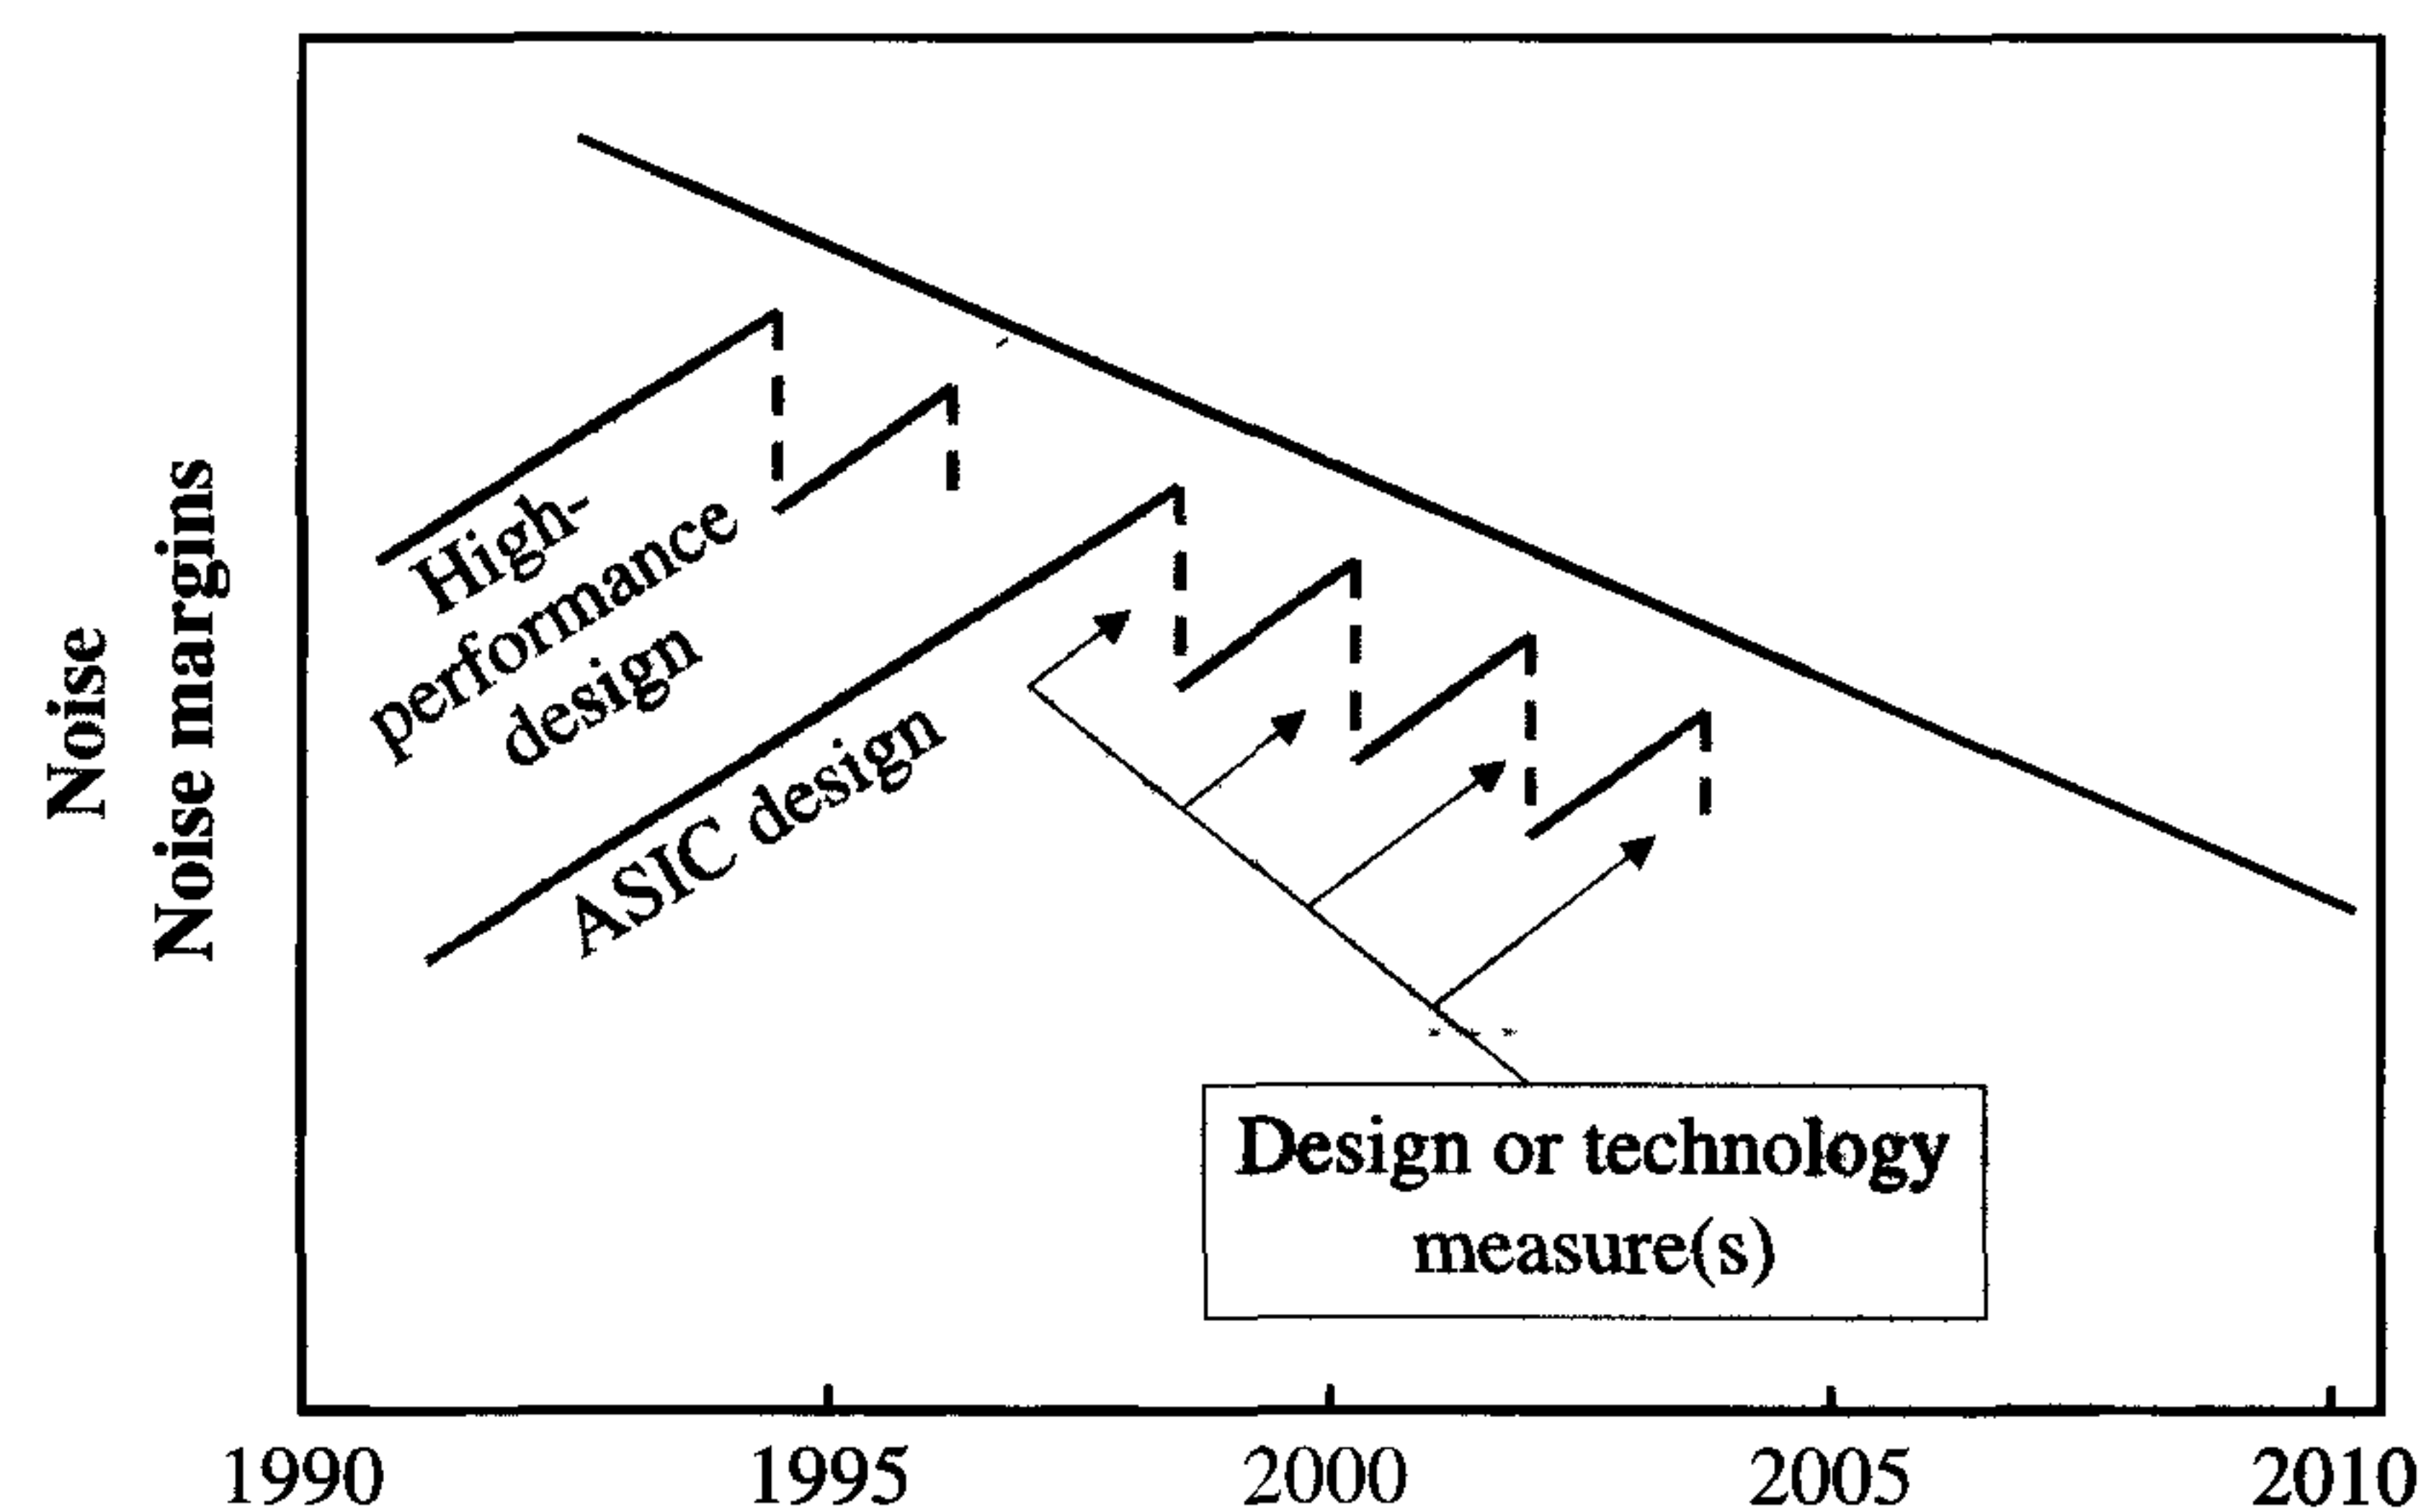 Noise
Noise margins
High-
performance
design
ASIC design
Design or technology
measure(s)
1990 1995 2000 2005 2010